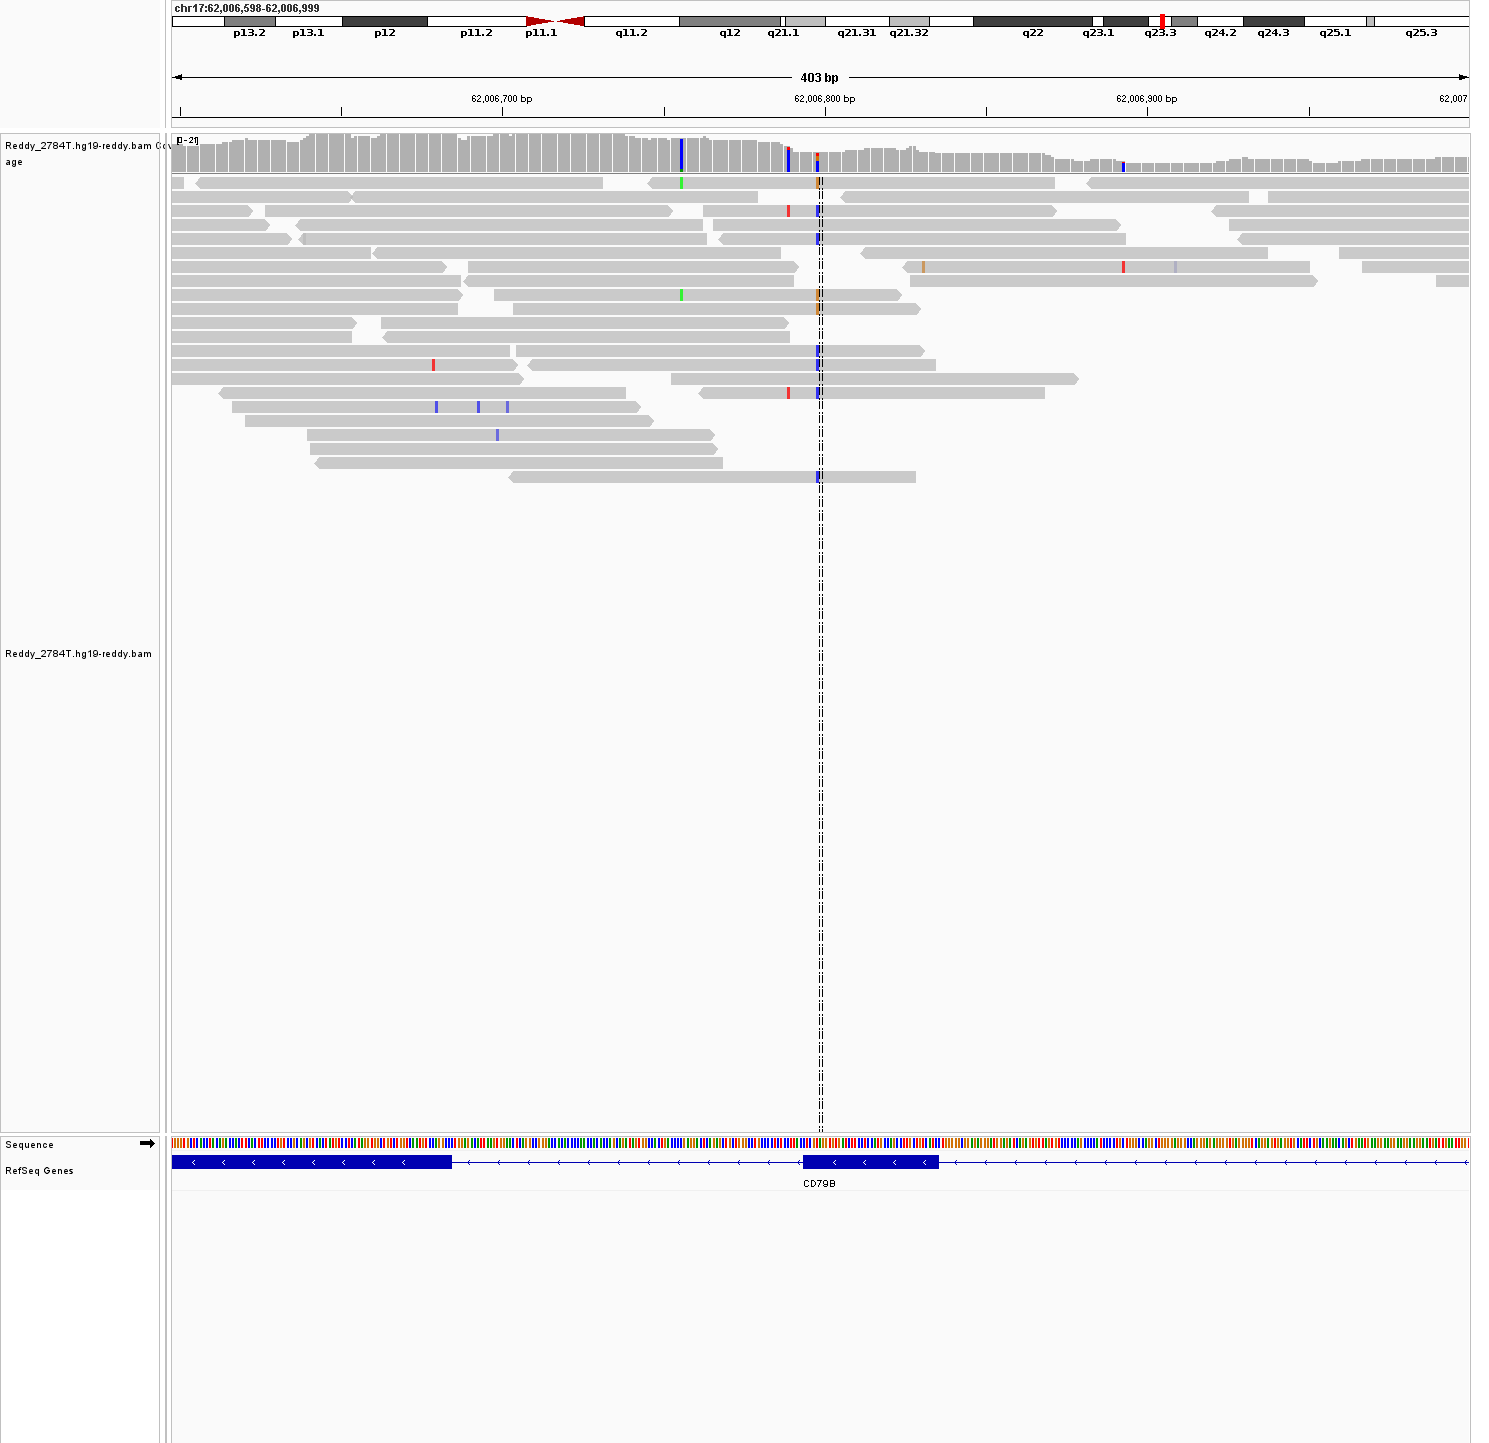 chr17:62,006,598-62,006,999
p13.2 p13.1 p12 p11.2 p11.1 q11.2 q12 q21.1 q21.31 q21.32 q22 q23.1 q23.3 q24.2 q24.3 q25.1 q25.3
403 bp
62,006,700 bp 62,006,800 bp 62,006,900 bp 62,007
Reddy_2784T.hg19-reddy.bam Cov
age
[0-21]
Reddy_2784T.hg19-reddy.bam
Sequence
RefSeq Genes
CD79B